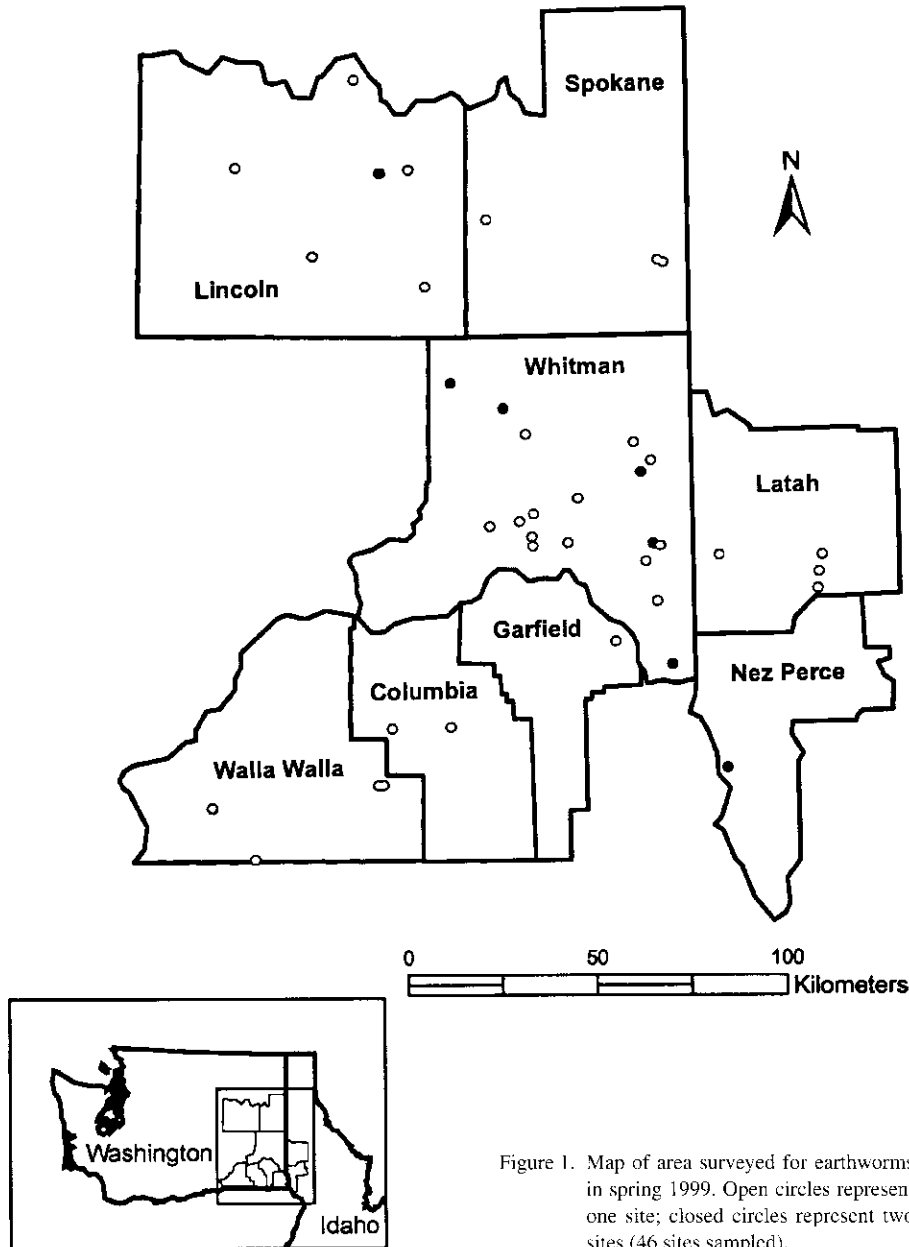 Spokane
N
Lincoln
Whitman
Latah
Garfield
Columbia
Nez Perce
Walla Walla
0 50 100
Kilometers
Washington
Idaho
Figure 1. Map of area surveyed for earthworms
in spring 1999. Open circles represent
one site; closed circles represent two
sites (46 sites sampled).